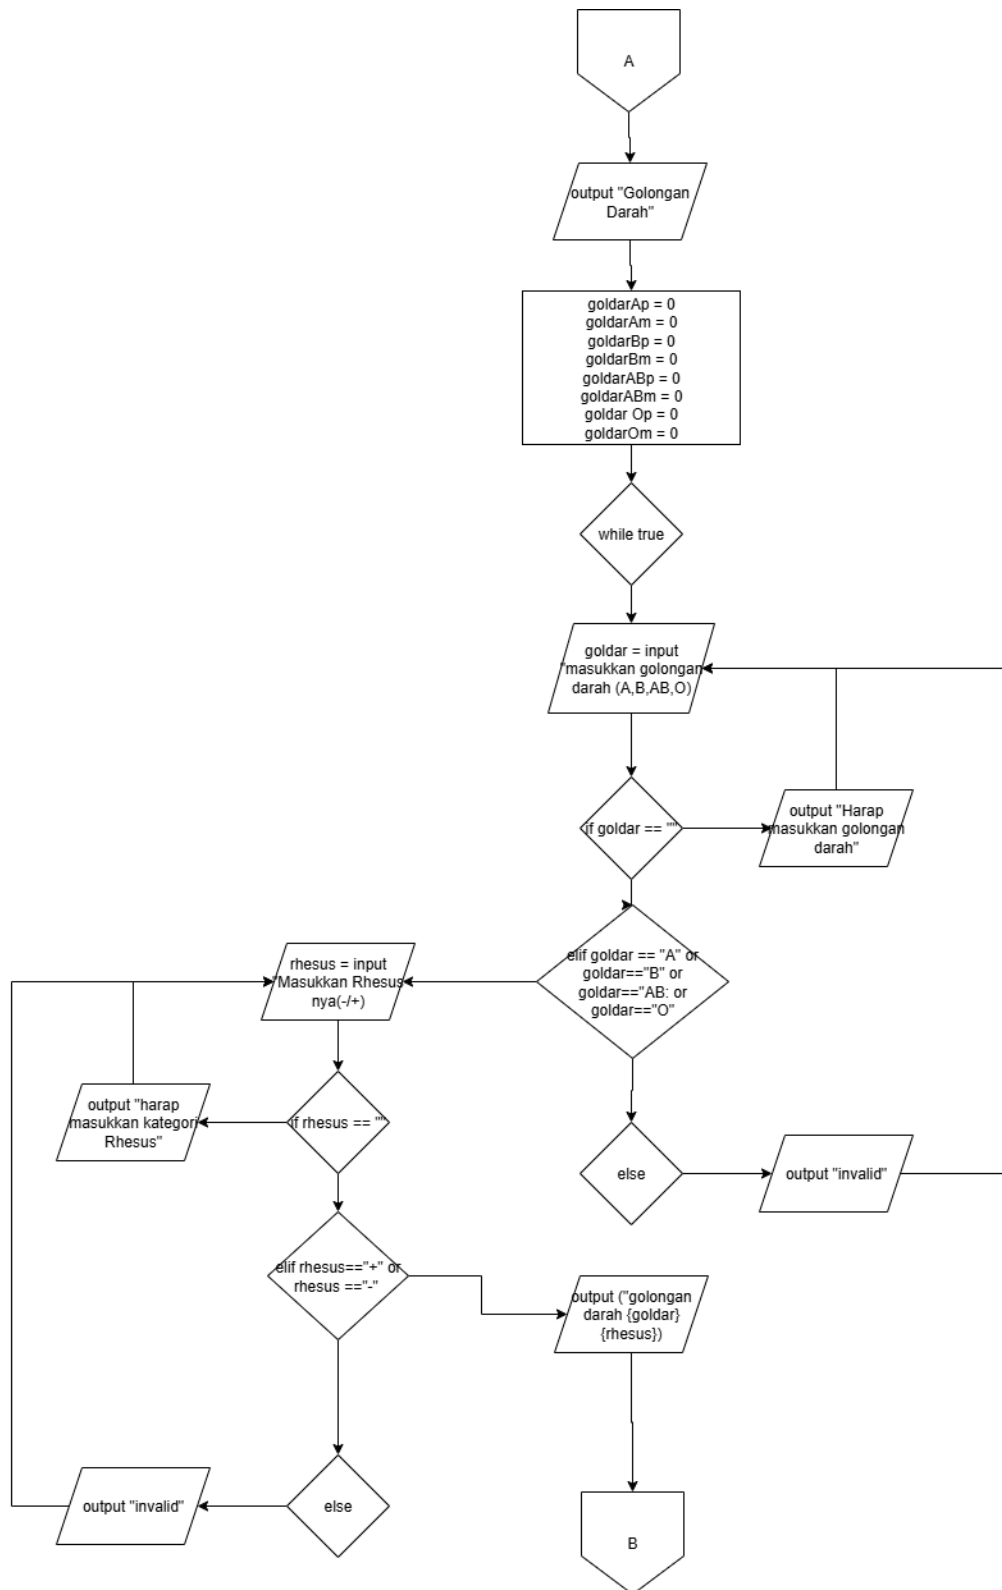 A
output "Golongan
Darah"
goldarAp = 0
goldarAm = 0
goldarBp = 0
goldarBm = 0
goldarABp = 0
goldarABm = 0
goldar Op = 0
goldarOm = 0
while true
goldar = input
"masukkan golongan
darah (A,B,AB,O)
if goldar == ""
output "Harap
masukkan golongan
darah"
elif goldar == "A" or
goldar=="B" or
goldar=="AB: or
goldar=="O"
rhesus = input
"Masukkan Rhesus
nya(-/+)
if rhesus == ""
output "harap
masukkan kategori
Rhesus"
else
output "invalid"
elif rhesus=="+" or
rhesus =="-"
output ("golongan
darah {goldar}
{rhesus})
else
output "invalid"
B